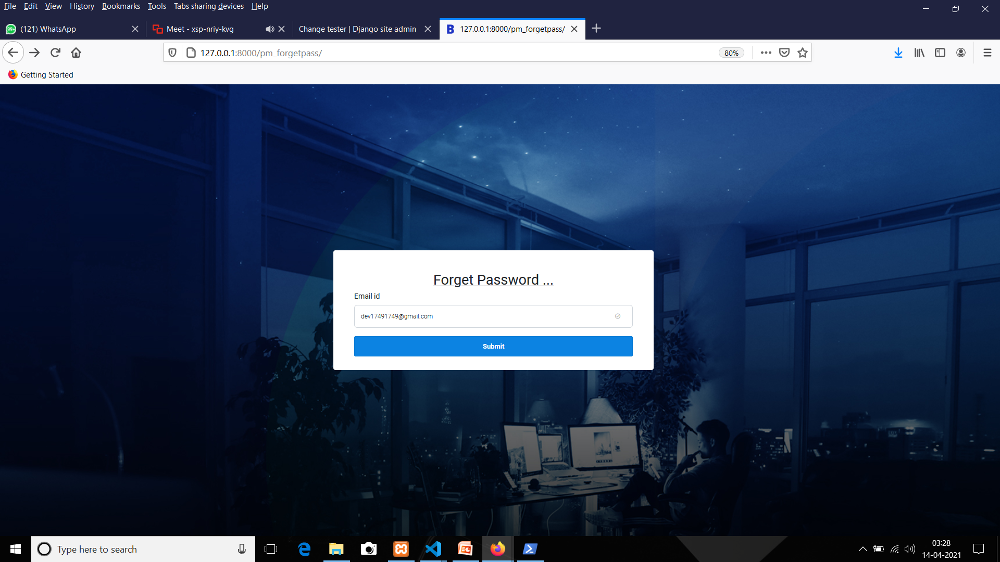 File Edit View History Bookmarks Tools Tabs sharing devices Help
99+ (121) WhatsApp
Meet - xsp-nriy-kvg
Change tester | Django site admin
B 127.0.0.1:8000/pm_forgetpass/
127.0.0.1:8000/pm_forgetpass/
80%
Getting Started
Forget Password ...
Email id
dev17491749@gmail.com
Submit
Type here to search
03:28
14-04-2021